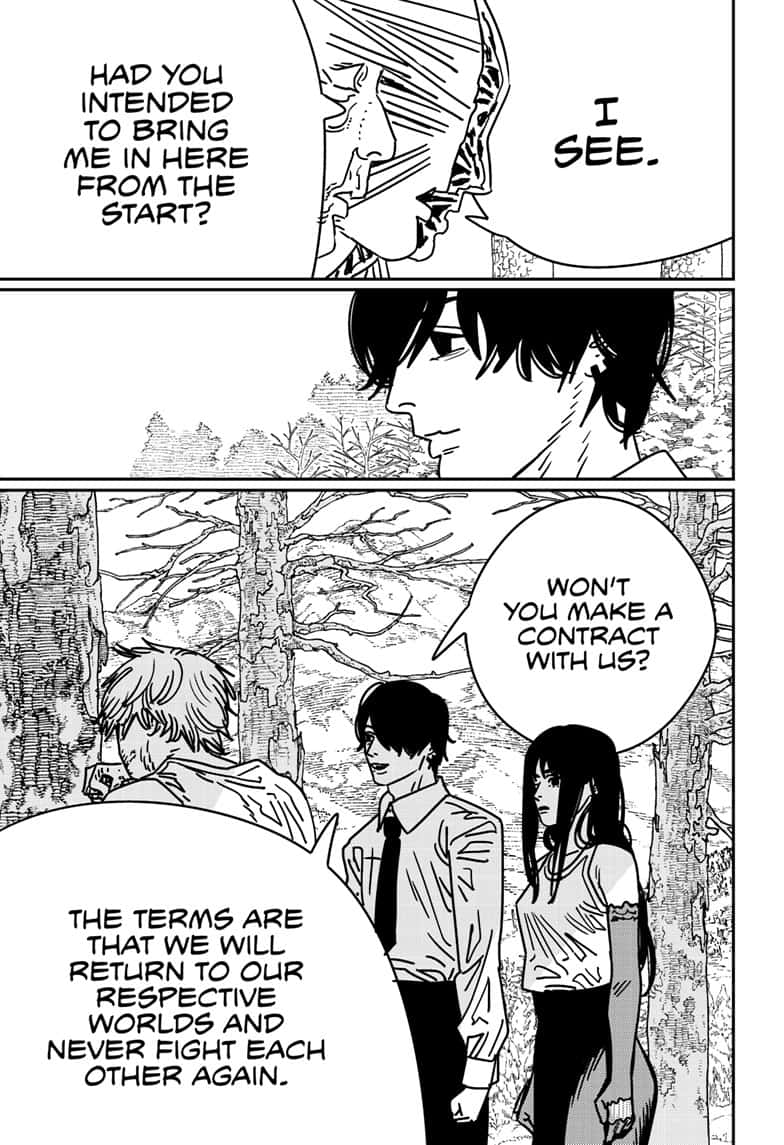 I
SEE.
HAD YOU
INTENDED
TO BRING
ME IN HERE
FROM THE
START?
WON'T
YOU MAKE A
CONTRACT
WITH US?
THE TERMS ARE
THAT WE WILL
RETURN TO OUR
RESPECTIVE
WORLDS AND
NEVER FIGHT EACH
OTHER AGAIN.